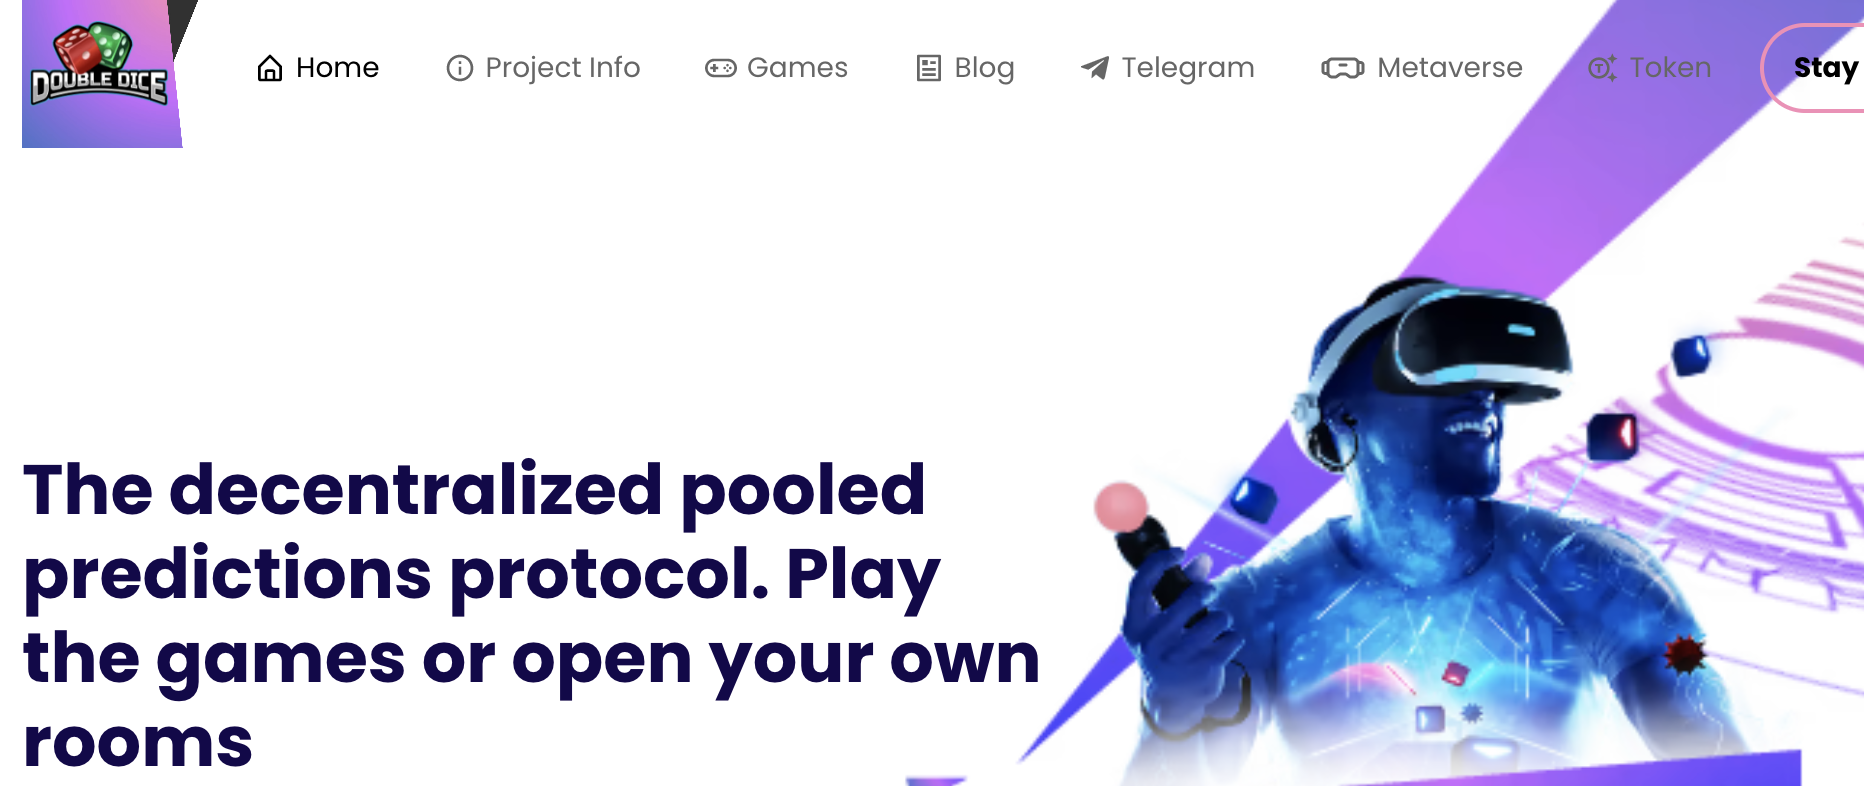 DOUBLE DICE
Home Project Info Games Blog Telegram Metaverse Token Stay
The decentralized pooled
predictions protocol. Play
the games or open your own
rooms